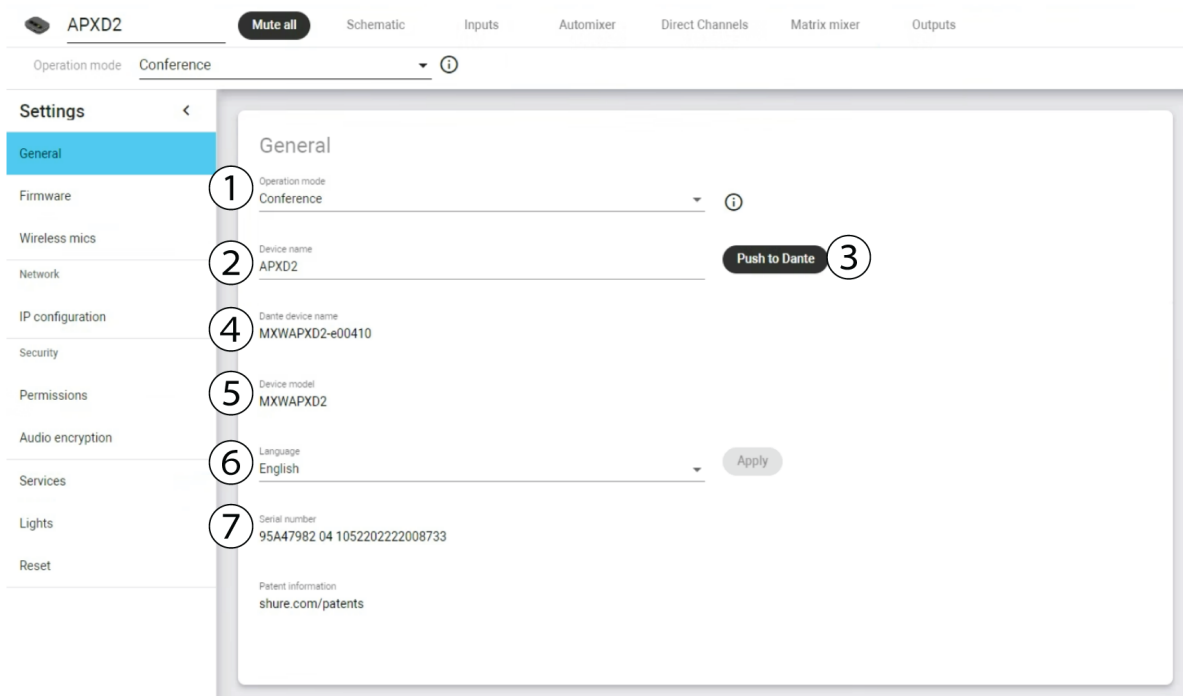 APXD2
Mute all Schematic Inputs Automixer Direct Channels Matrix mixer Outputs
Operation mode Conference
Settings
General
Firmware
Wireless mics
Network
IP configuration
Security
Permissions
Audio encryption
Services
Lights
Reset
General
1 Operation mode
Conference
2 Device name
APXD2
Push to Dante 3
4 Dante device name
MXWAPXD2-e00410
5 Device model
MXWAPXD2
6 Language
English
Apply
7 Serial number
95A47982 04 1052202222008733
Patent information
shure.com/patents